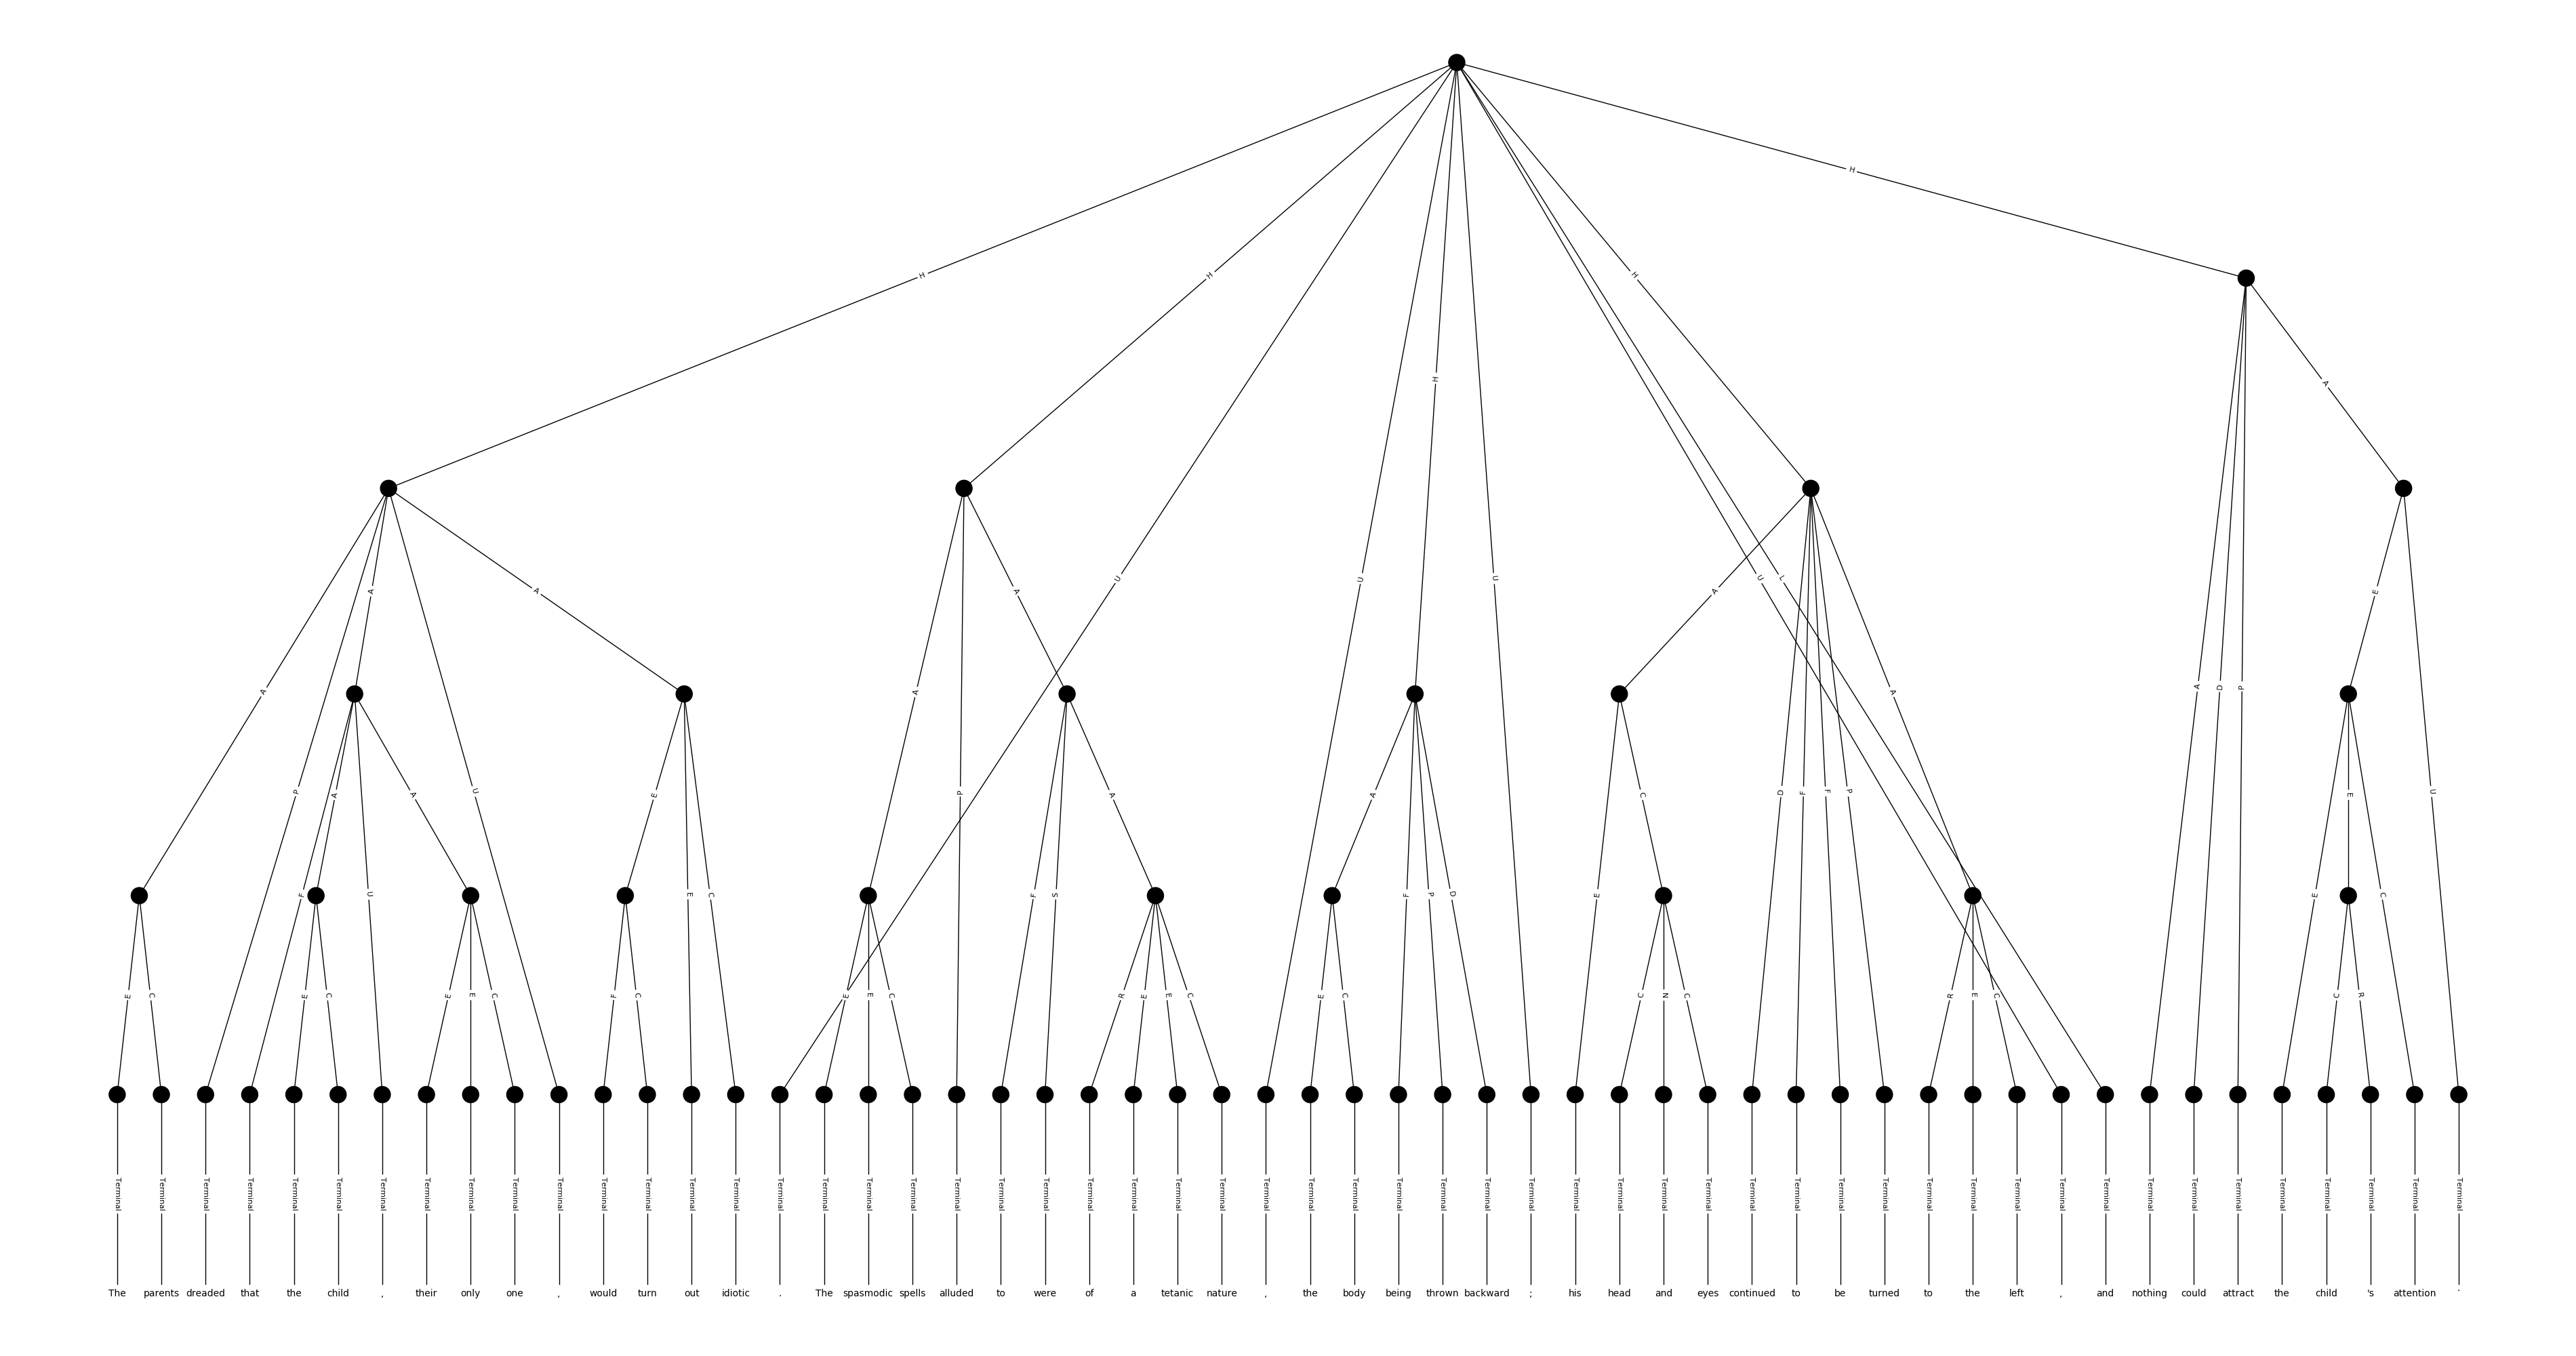 H
H
H
H
H
U
A
A
A
E
U
U
U
L
A
A
A
A
D
P
P
P
A
A
U
E
F
A
U
E
C
A
P
F
S
A
A
F
P
D
E
C
D
F
F
P
A
E
E
C
U
E
C
E
C
E
E
C
F
C
E
E
C
R
E
E
C
E
C
C
N
C
R
E
C
C
R
Terminal Terminal Terminal Terminal Terminal Terminal Terminal Terminal Terminal Terminal Terminal Terminal Terminal Terminal Terminal Terminal Terminal Terminal Terminal Terminal Terminal Terminal Terminal Terminal Terminal Terminal Terminal Terminal Terminal Terminal Terminal Terminal Terminal Terminal Terminal Terminal Terminal Terminal Terminal Terminal Terminal Terminal Terminal Terminal Terminal Terminal Terminal Terminal Terminal Terminal Terminal Terminal Terminal Terminal
The parents dreaded that the child , their only one , would turn out idiotic . The spasmodic spells alluded to were of a tetanic nature , the body being thrown backward ; his head and eyes continued to be turned to the left , and nothing could attract the child 's attention .